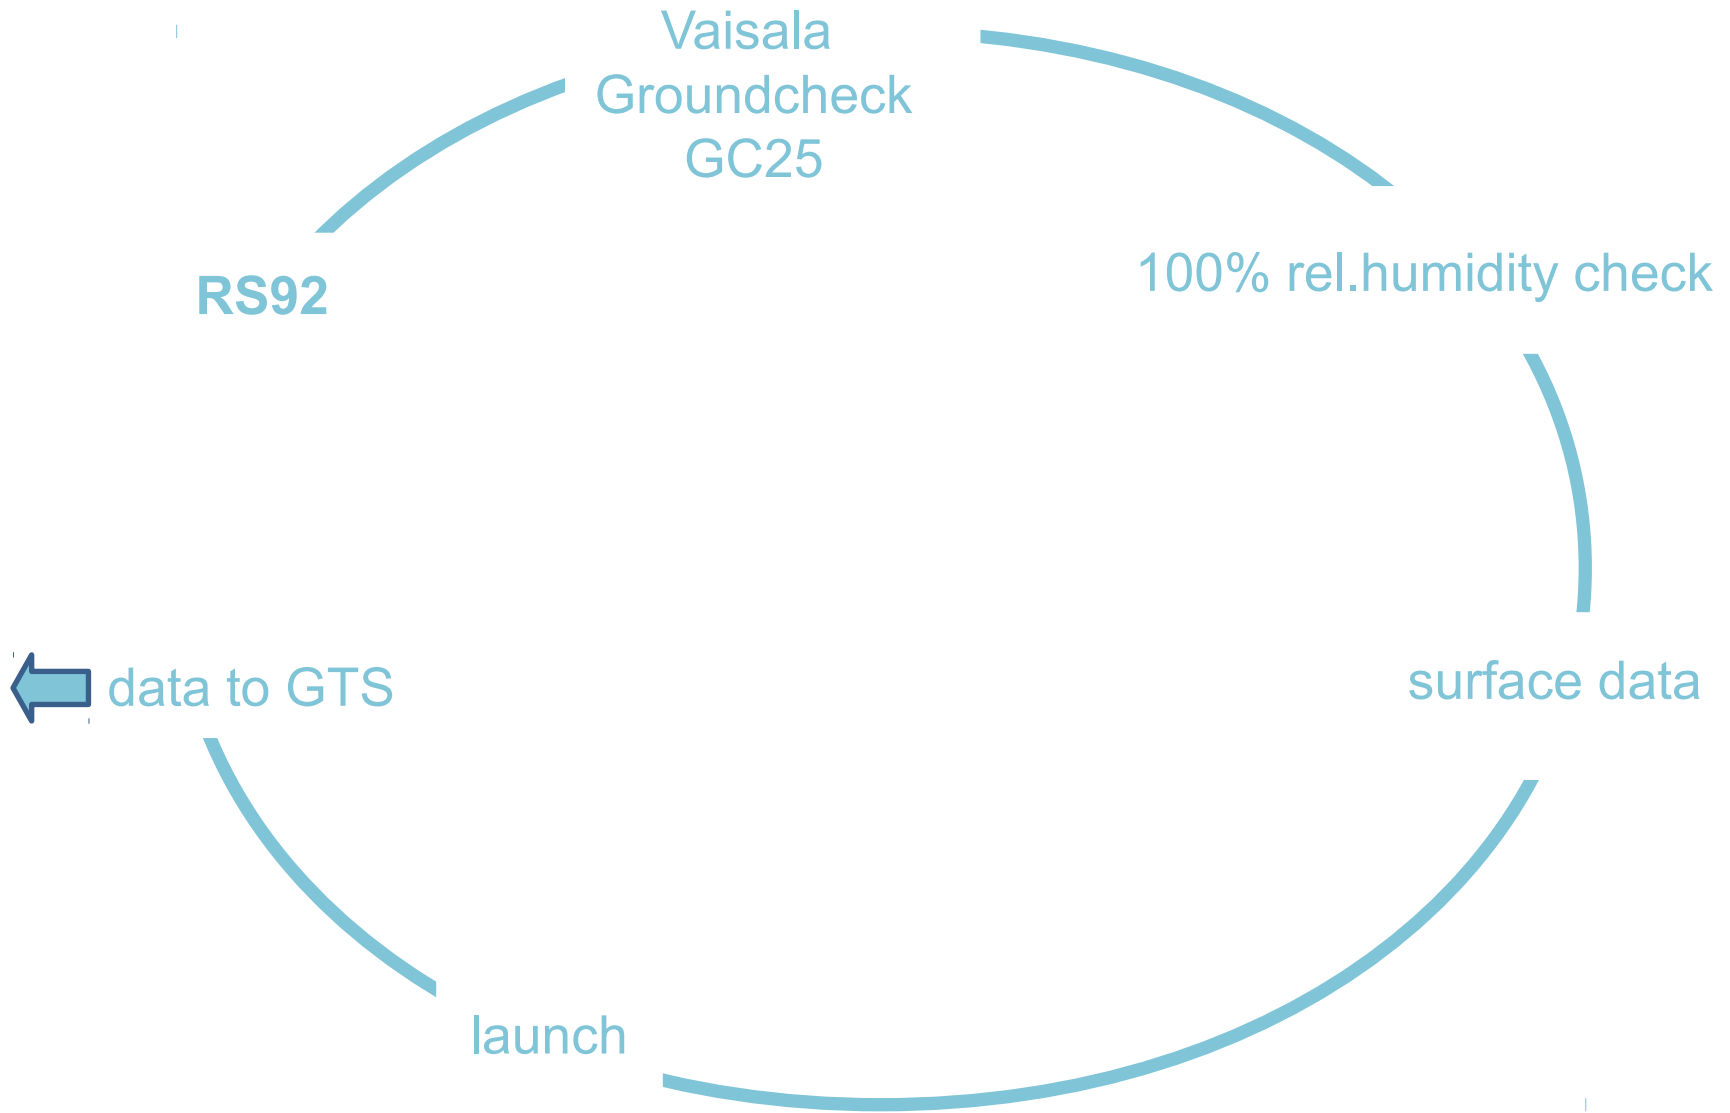 Vaisala
Groundcheck
GC25
100% rel.humidity check
RS92
surface data
data to GTS
launch